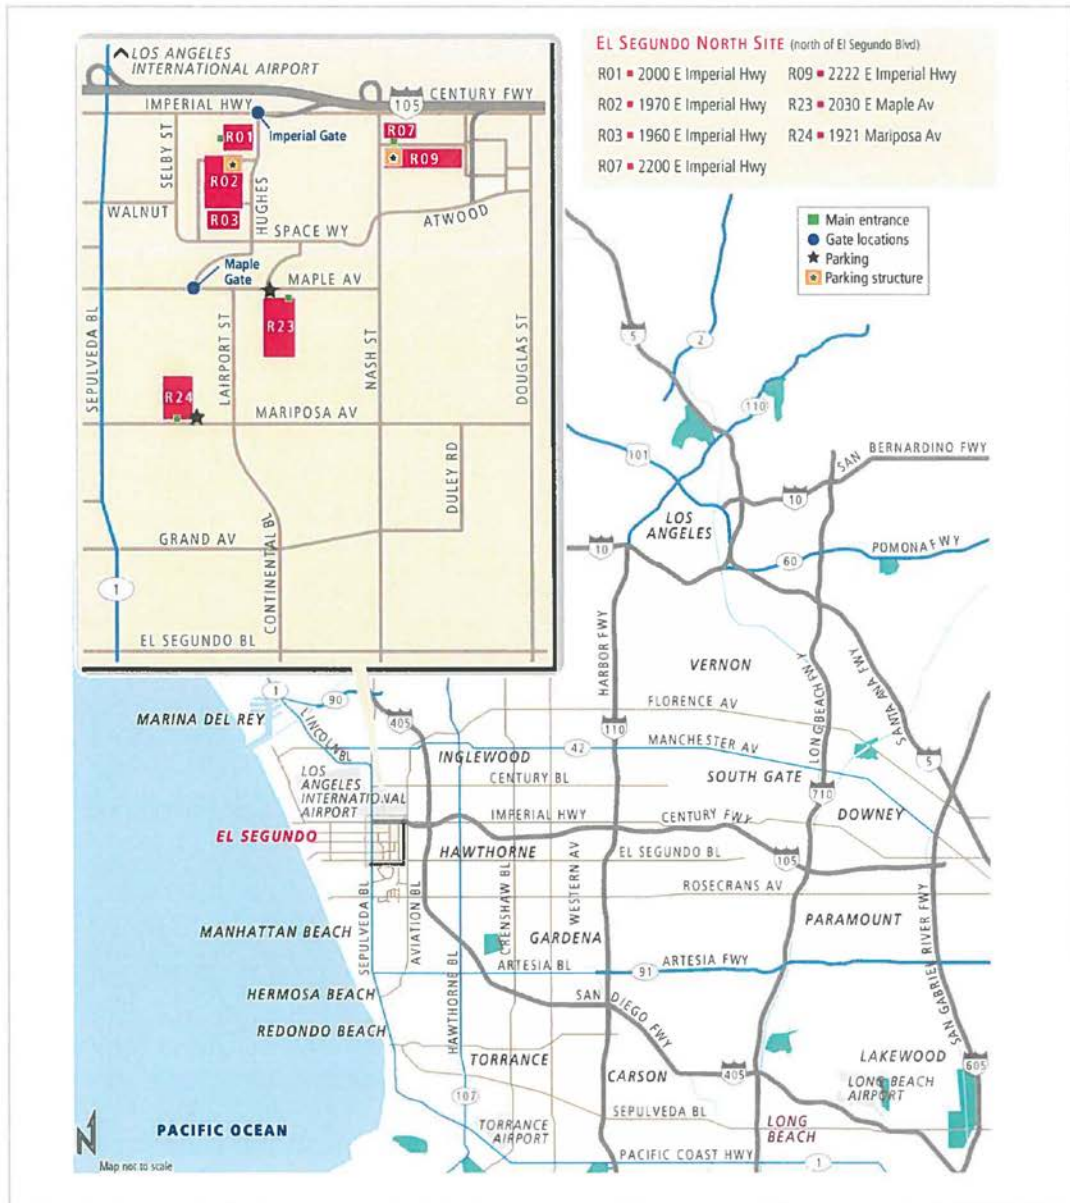 LOS ANGELES
INTERNATIONAL AIRPORT
IMPERIAL HWY
105
CENTURY FWY
Imperial Gate
SELBY ST
R01
R02
R03
HUGHES
R07
R09
WALNUT
SPACE WY
ATWOOD
Maple
Gate
MAPLE AV
SEPULVEDA BL
LAIRPORT ST
R23
NASH ST
DOUGLAS ST
R24
MARIPOSA AV
DULEY RD
GRAND AV
CONTINENTAL BL
1
EL SEGUNDO BL
EL SEGUNDO NORTH SITE (north of El Segundo Blvd)
R01 ▪ 2000 E Imperial Hwy
R02 ▪ 1970 E Imperial Hwy
R03 ▪ 1960 E Imperial Hwy
R07 ▪ 2200 E Imperial Hwy
R09 ▪ 2222 E Imperial Hwy
R23 ▪ 2030 E Maple Av
R24 ▪ 1921 Mariposa Av
Main entrance
Gate locations
Parking
Parking structure
5
2
110
101
SAN BERNARDINO FWY
10
LOS
ANGELES
10
60
POMONA FWY
HARBOR FWY
VERNON
LONG BEACH FWY
SANTA ANA FWY
1
90
405
MARINA DEL REY
LINCOLN BL
FLORENCE AV
110
42
MANCHESTER AV
INGLEWOOD
5
LOS
ANGELES
INTERNATIONAL
AIRPORT
CENTURY BL
SOUTH GATE
710
DOWNEY
IMPERIAL HWY
CENTURY FWY
EL SEGUNDO
HAWTHORNE
EL SEGUNDO BL
105
WESTERN AV
CRENSHAW BL
ROSECRANS AV
SEPULVEDA BL
AVIATION BL
PARAMOUNT
MANHATTAN BEACH
GARDENA
SAN GABRIEL RIVER FWY
ARTESIA BL
91
ARTESIA FWY
HAWTHORNE BL
HERMOSA BEACH
SAN DIEGO FWY
REDONDO BEACH
TORRANCE
LAKEWOOD
605
CARSON
405
LONG BEACH
AIRPORT
107
SEPULVEDA BL
LONG
BEACH
TORRANCE
AIRPORT
PACIFIC OCEAN
PACIFIC COAST HWY
1
N
Map not to scale